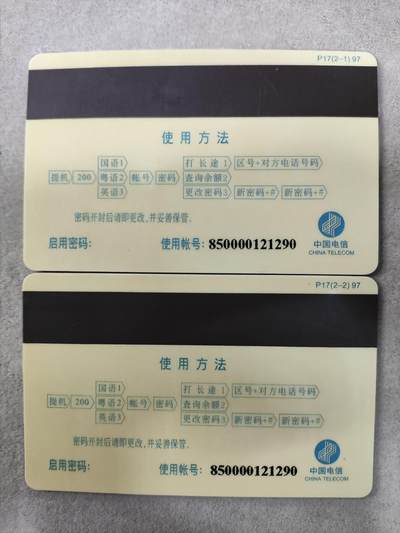 P17(2-1)97
使用方法
国语1 打长途1 区号+对方电话号码
提机 200 粤语2 帐号 密码 查询余额2
英语3 更改密码3 新密码+# 新密码+#
密码开封后请即更改,并妥善保管.
启用密码: 使用帐号: 850000121290
中国电信
CHINA TELECOM
P17(2-2)97
使用方法
国语1 打长途1 区号+对方电话号码
提机 200 粤语2 帐号 密码 查询余额2
英语3 更改密码3 新密码+# 新密码+#
密码开封后请即更改,并妥善保管.
启用密码: 使用帐号: 850000121290
中国电信
CHINA TELECOM